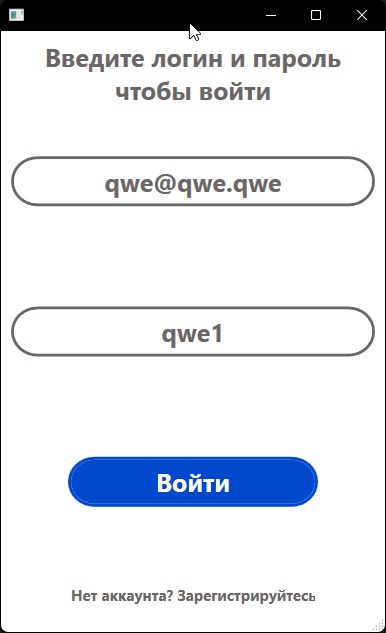 Введите логин и пароль
чтобы войти
qwe@qwe.qwe
qwe1
Войти
Нет аккаунта? Зарегистрируйтесь